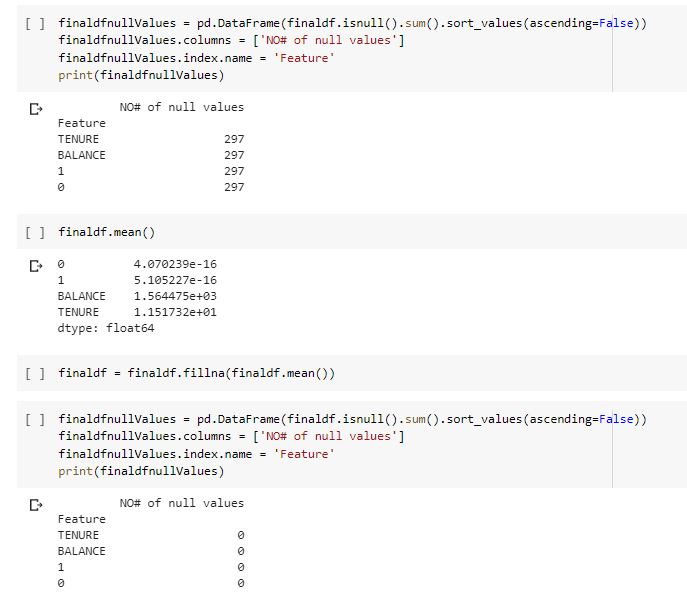 [ ] finaldfnullValues = pd.DataFrame(finaldf.isnull().sum().sort_values(ascending=False))
finaldfnullValues.columns = ['NO# of null values']
finaldfnullValues.index.name = 'Feature'
print(finaldfnullValues)
NO# of null values
Feature
TENURE 297
BALANCE 297
1 297
0 297
[ ] finaldf.mean()
0 4.070239e-16
1 5.105227e-16
BALANCE 1.564475e+03
TENURE 1.151732e+01
dtype: float64
[ ] finaldf = finaldf.fillna(finaldf.mean())
[ ] finaldfnullValues = pd.DataFrame(finaldf.isnull().sum().sort_values(ascending=False))
finaldfnullValues.columns = ['NO# of null values']
finaldfnullValues.index.name = 'Feature'
print(finaldfnullValues)
NO# of null values
Feature
TENURE 0
BALANCE 0
1 0
0 0